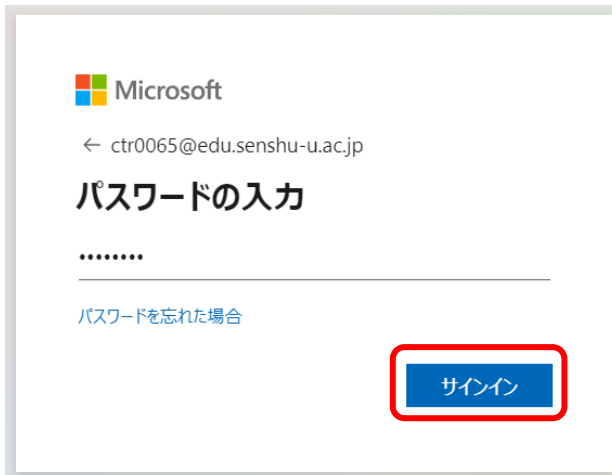 Microsoft
← ctr0065@edu.senshu-u.ac.jp
パスワードの入力
••••••••
パスワードを忘れた場合
サインイン